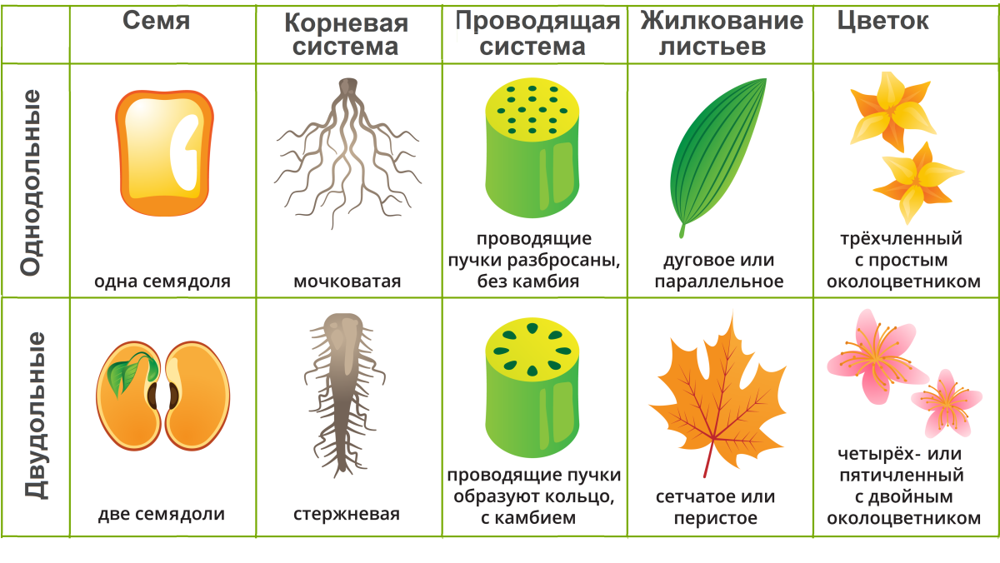 Семя
Корневая
система
Проводящая
система
Жилкование
листьев
Цветок
Однодольные
одна семядоля
мочковатая
проводящие
пучки разбросаны,
без камбия
дуговое или
параллельное
трёхчленный
с простым
околоцветником
Двудольные
две семядоли
стержневая
проводящие пучки
образуют кольцо,
с камбием
сетчатое или
перистое
четырёх- или
пятичленный
с двойным
околоцветником